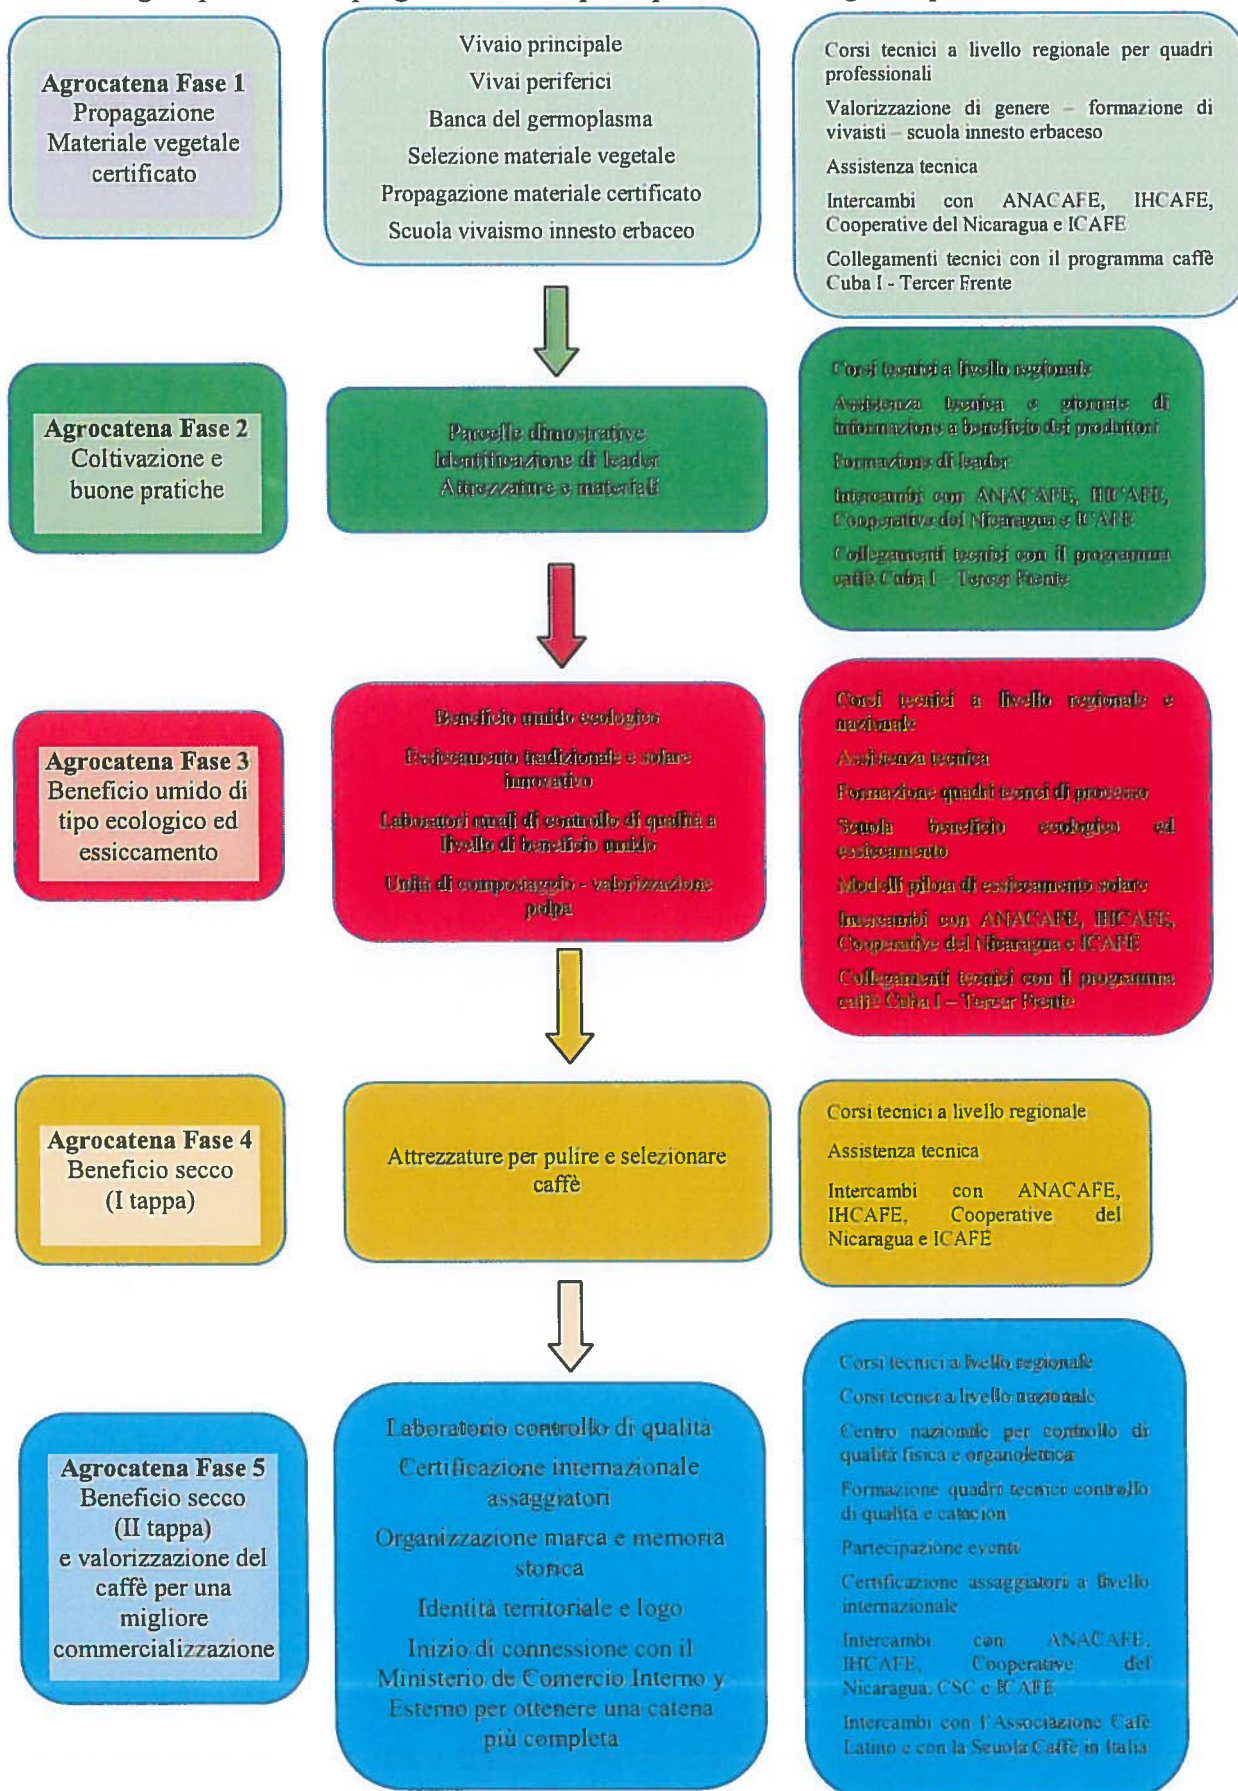 Agrocatena Fase 1
Propagazione
Materiale vegetale
certificato
Vivaio principale
Vivai periferici
Banca del germoplasma
Selezione materiale vegetale
Propagazione materiale certificato
Scuola vivaismo innesto erbaceo
Corsi tecnici a livello regionale per quadri
professionali
Valorizzazione di genere – formazione di
vivaisti – scuola innesto erbaceso
Assistenza tecnica
Intercambi con ANACAFE, IHCAFE,
Cooperative del Nicaragua e ICAFE
Collegamenti tecnici con il programma caffè
Cuba I - Tercer Frente
Agrocatena Fase 2
Coltivazione e
buone pratiche
Parcelle dimostrative
Identificazione di leader
Attrezzature e materiali
Corsi tecnici a livello regionale
Assistenza tecnica e giornate di
informazione a beneficio dei produttori
Formazione di leader
Intercambi con ANACAFE, IHCAFE,
Cooperative del Nicaragua e ICAFE
Collegamenti tecnici con il programma
caffè Cuba I – Tercer Frente
Agrocatena Fase 3
Beneficio umido di
tipo ecologico ed
essiccamento
Beneficio umido ecologico
Essiccamento tradizionale e solare
innovativo
Laboratori rurali di controllo di qualità a
livello di beneficio umido
Unità di compostaggio - valorizzazione
polpa
Corsi tecnici a livello regionale e
nazionale
Assistenza tecnica
Formazione quadri tecnci di processo
Scuola beneficio ecologico ed
essiccamento
Modelli pilota di essiccamento solare
Intercambi con ANACAFE, IHCAFE,
Cooperative del Nicaragua e ICAFE
Collegamenti tecnici con il programma
caffè Cuba I – Tercer Frente
Agrocatena Fase 4
Beneficio secco
(I tappa)
Attrezzature per pulire e selezionare
caffè
Corsi tecnici a livello regionale
Assistenza tecnica
Intercambi con ANACAFE,
IHCAFE, Cooperative del
Nicaragua e ICAFE
Agrocatena Fase 5
Beneficio secco
(II tappa)
e valorizzazione del
caffè per una
migliore
commercializzazione
Laboratorio controllo di qualità
Certificazione internazionale
assaggiatori
Organizzazione marca e memoria
storica
Identità territoriale e logo
Inizio di connessione con il
Ministerio de Comercio Interno y
Esterno per ottenere una catena
più completa
Corsi tecnici a livello regionale
Corsi tecnci a livello nazionale
Centro nazionale per controllo di
qualità fisica e organolettica
Formazione quadri tecnici controllo
di qualità e catacion
Partecipazione eventi
Certificazione assaggiatori a livello
internazionale
Intercambi con ANACAFE,
IHCAFE, Cooperative del
Nicaragua, CSC e ICAFE
Intercambi con l'Associazione Cafè
Latino e con la Scuola Caffè in Italia